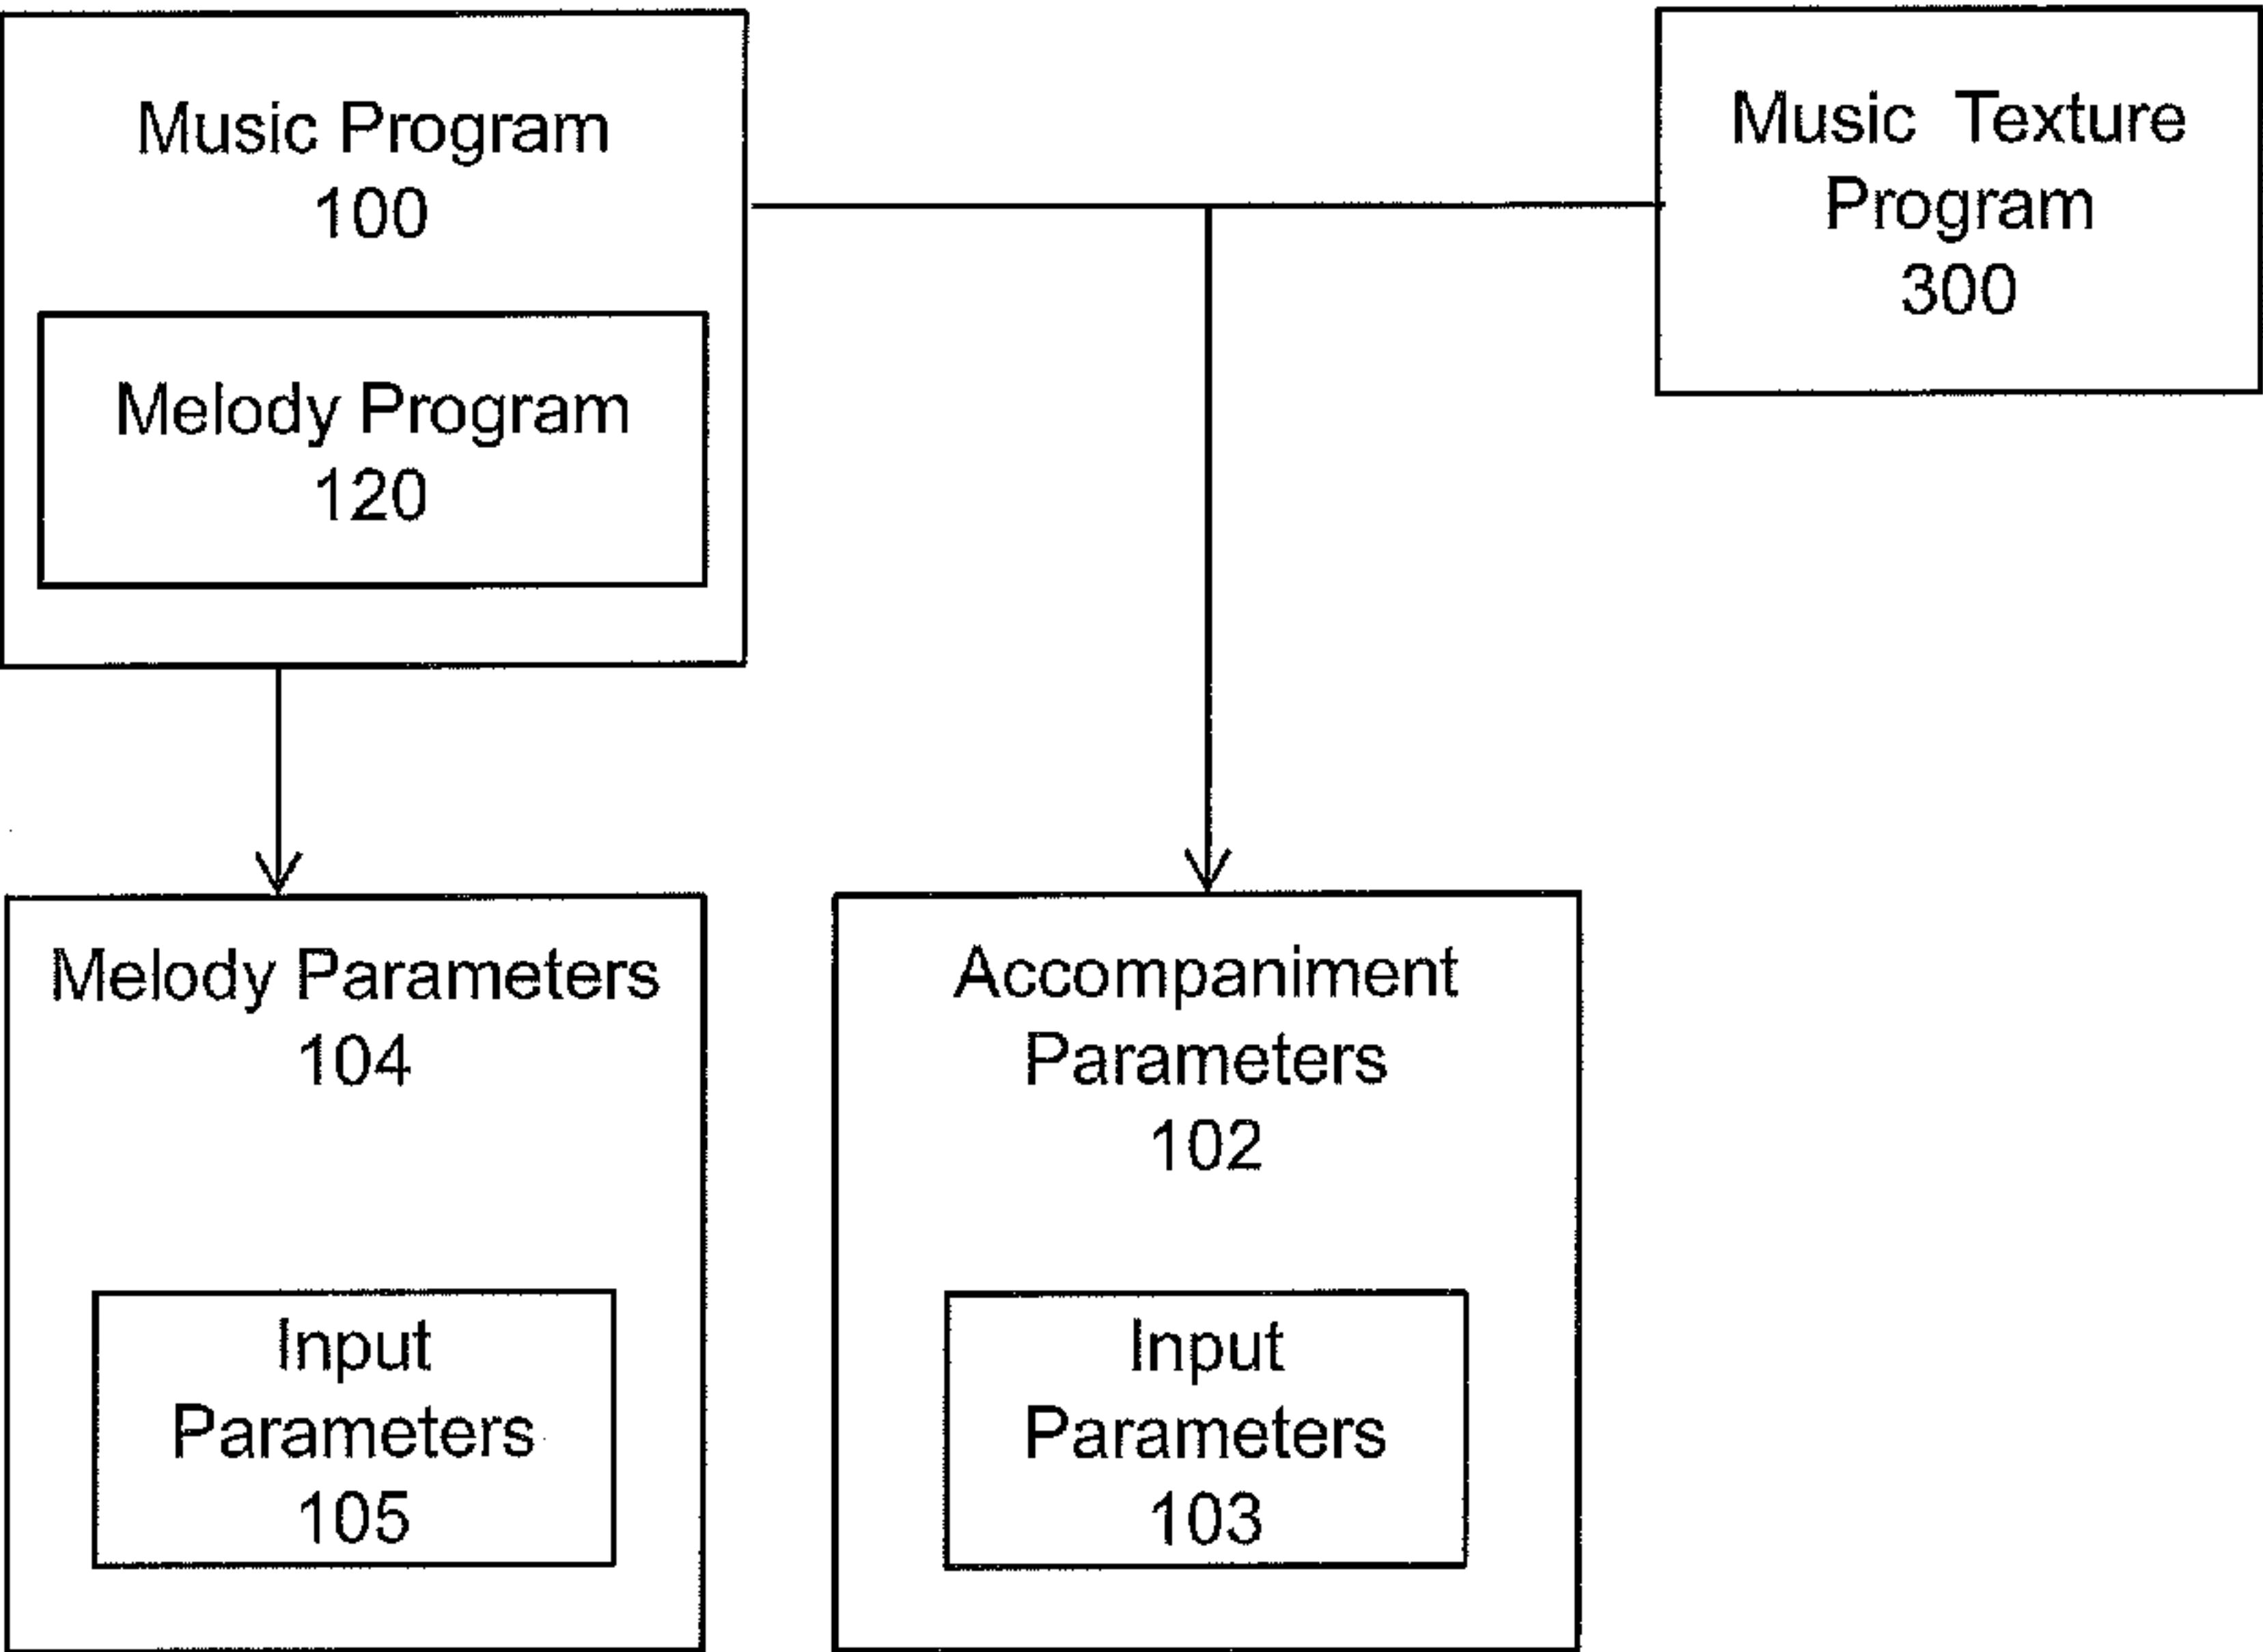 Music Program
100
Melody Program
120
Music Texture
Program
300
Melody Parameters
104
Input
Parameters
105
Accompaniment
Parameters
102
Input
Parameters
103